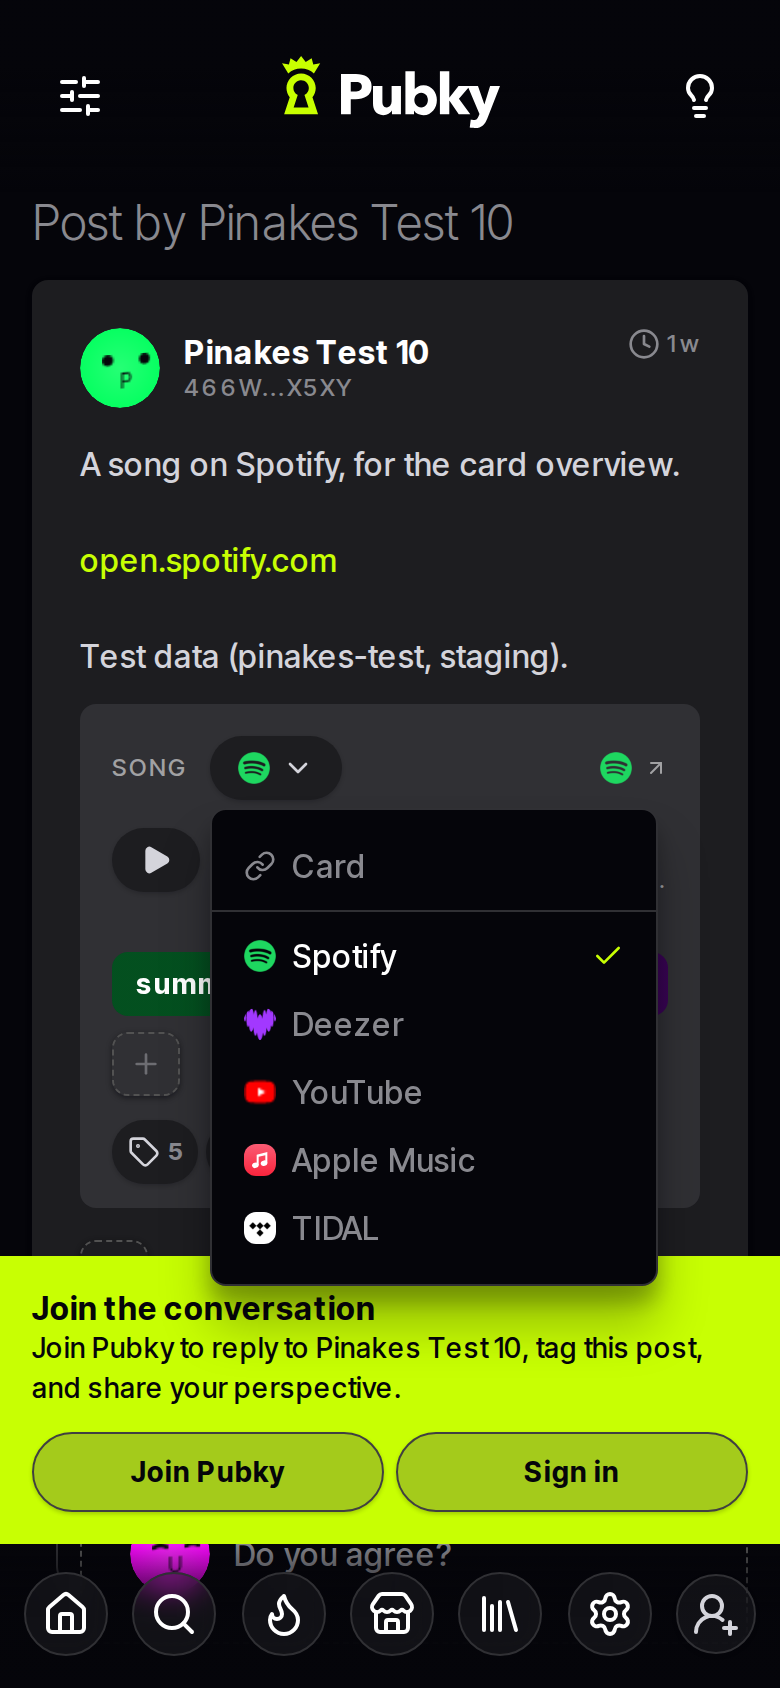 Pubky
Post by Pinakes Test 10
Pinakes Test 10
1w
466W...X5XY
A song on Spotify, for the card overview.
open.spotify.com
Test data (pinakes-test, staging).
SONG
Card
Spotify
summ
Deezer
YouTube
5
Apple Music
TIDAL
Join the conversation
Join Pubky to reply to Pinakes Test 10, tag this post,
and share your perspective.
Join Pubky
Sign in
Do you agree?